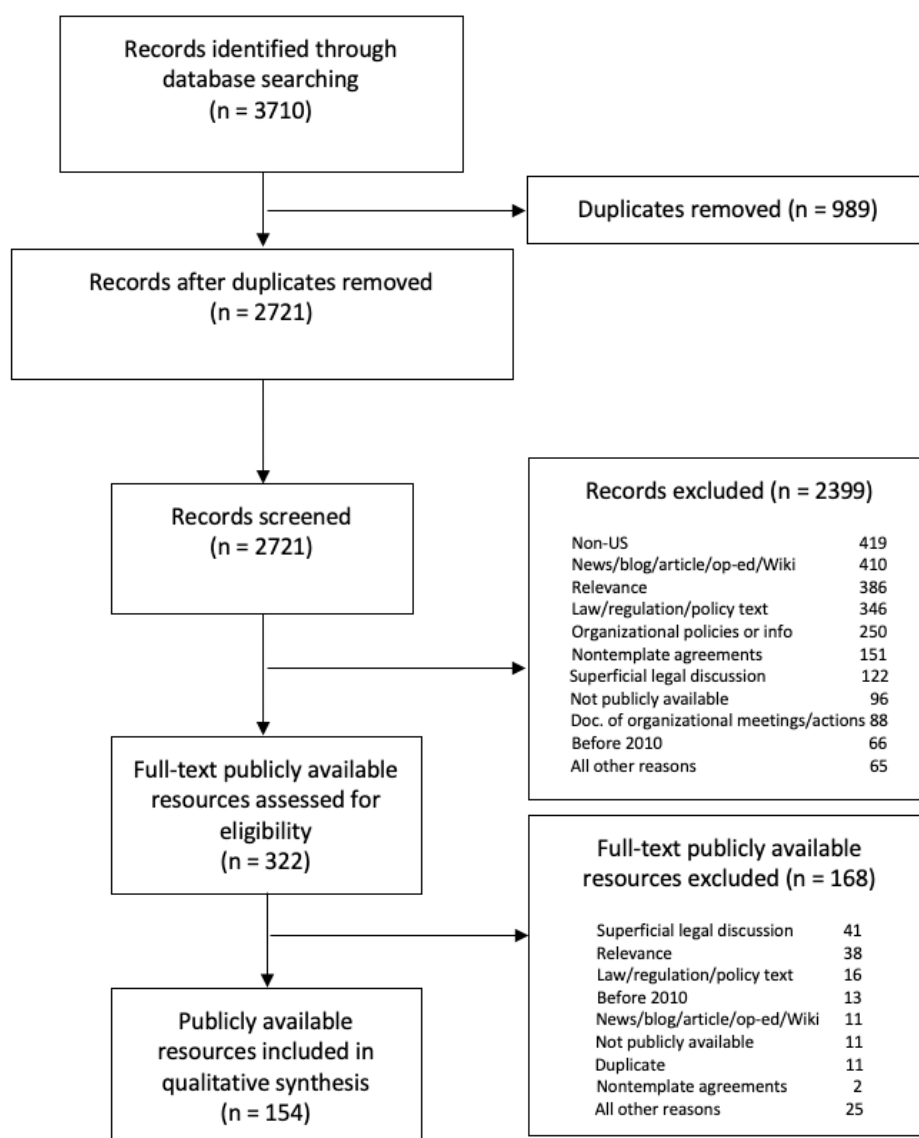 Records identified through
database searching
(n = 3710)
Duplicates removed (n = 989)
Records after duplicates removed
(n = 2721)
Records screened
(n = 2721)
Records excluded (n = 2399)
Non-US 419
News/blog/article/op-ed/Wiki 410
Relevance 386
Law/regulation/policy text 346
Organizational policies or info 250
Nontemplate agreements 151
Superficial legal discussion 122
Not publicly available 96
Doc. of organizational meetings/actions 88
Before 2010 66
All other reasons 65
Full-text publicly available
resources assessed for
eligibility
(n = 322)
Full-text publicly available
resources excluded (n = 168)
Superficial legal discussion 41
Relevance 38
Law/regulation/policy text 16
Before 2010 13
News/blog/article/op-ed/Wiki 11
Not publicly available 11
Duplicate 11
Nontemplate agreements 2
All other reasons 25
Publicly available
resources included in
qualitative synthesis
(n = 154)